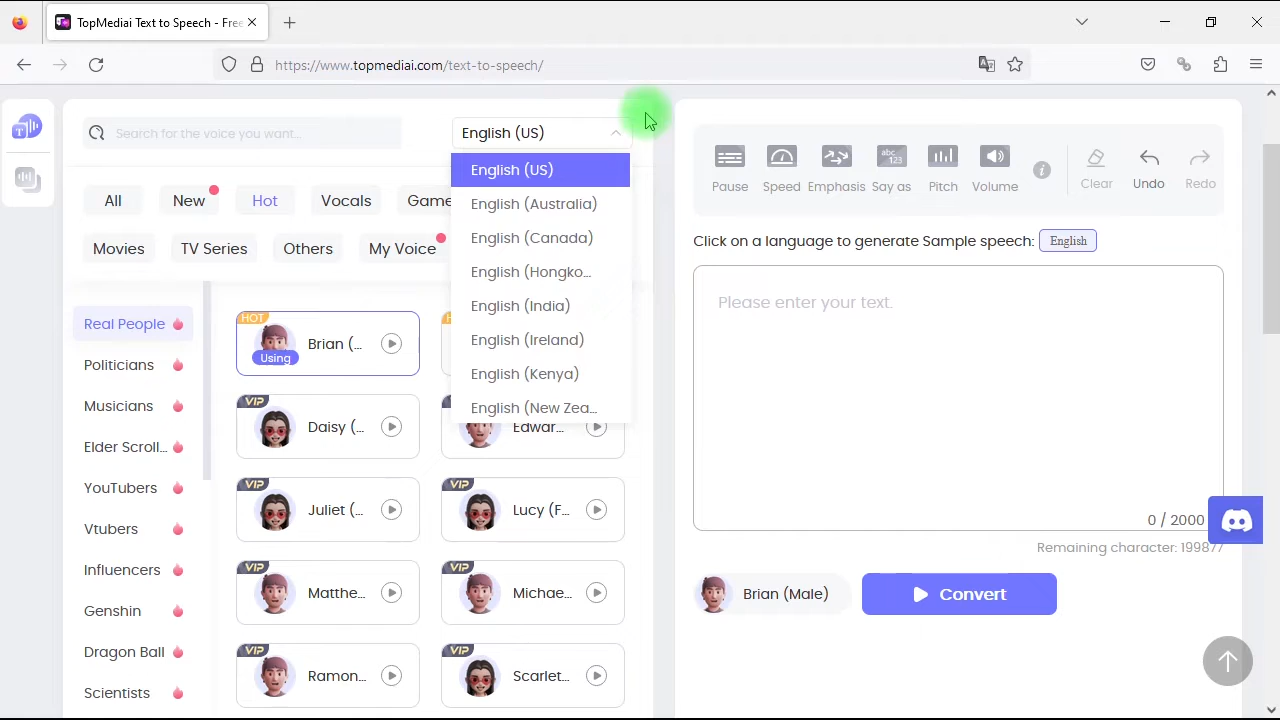 TopMediai Text to Speech - Free
https://www.topmediai.com/text-to-speech/
Search for the voice you want...
English (US)
English (US)
English (Australia)
English (Canada)
English (Hongko...
English (India)
English (Ireland)
English (Kenya)
English (New Zea...
All
New
Hot
Vocals
Game
Movies
TV Series
Others
My Voice
Real People
Politicians
Musicians
Elder Scroll...
YouTubers
Vtubers
Influencers
Genshin
Dragon Ball
Scientists
HOT
Brian (...
Using
VIP
Daisy (...
Edwar...
VIP
Juliet (...
VIP
Lucy (F...
VIP
Matthe...
VIP
Michae...
VIP
Ramon...
VIP
Scarlet...
Pause
Speed
Emphasis
abc
123
Say as
Pitch
Volume
Clear
Undo
Redo
Click on a language to generate Sample speech: English
Please enter your text.
0 / 2000
Remaining character: 199877
Brian (Male)
Convert